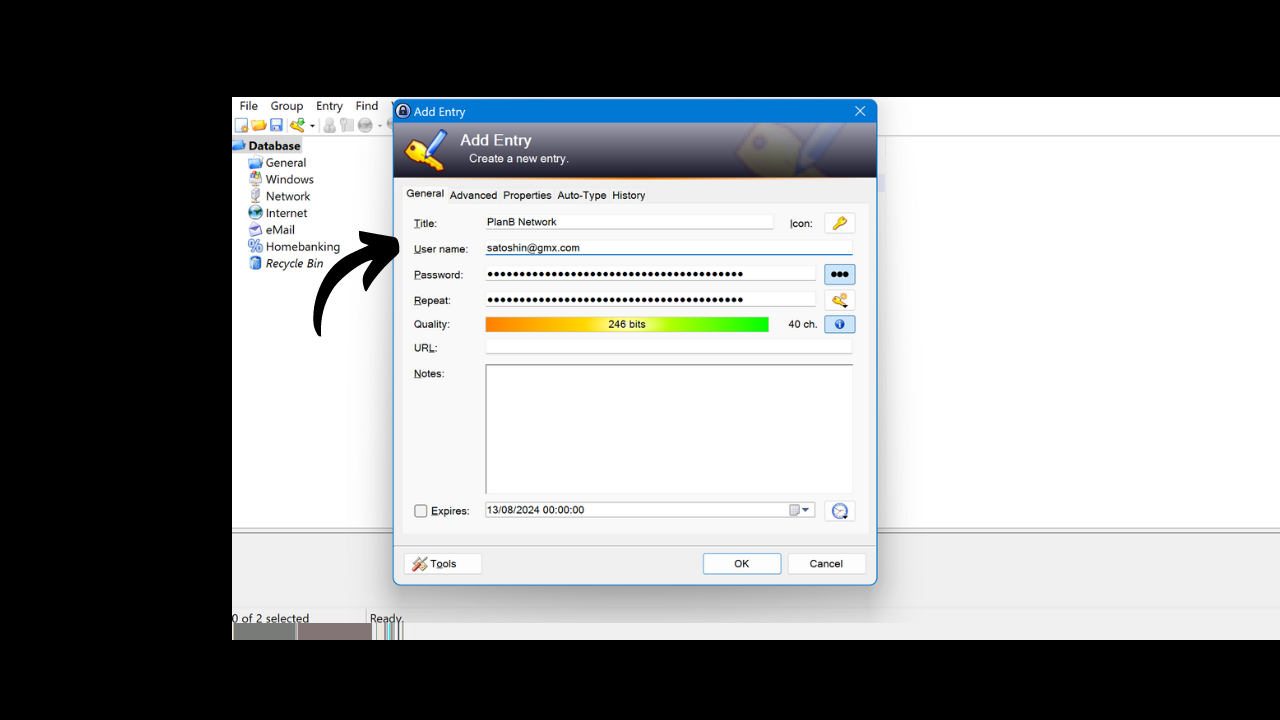 File Group Entry Find
Add Entry
Add Entry
Create a new entry.
Database
General
Windows
Network
Internet
eMail
Homebanking
Recycle Bin
General Advanced Properties Auto-Type History
Title: PlanB Network Icon:
User name: satoshin@gmx.com
Password: ●●●●●●●●●●●●●●●●●●●●●●●●●●●●●●●●●●●●●●●●
Repeat: ●●●●●●●●●●●●●●●●●●●●●●●●●●●●●●●●●●●●●●●●
Quality: 246 bits 40 ch.
URL:
Notes:
Expires: 13/08/2024 00:00:00
Tools OK Cancel
0 of 2 selected Ready.